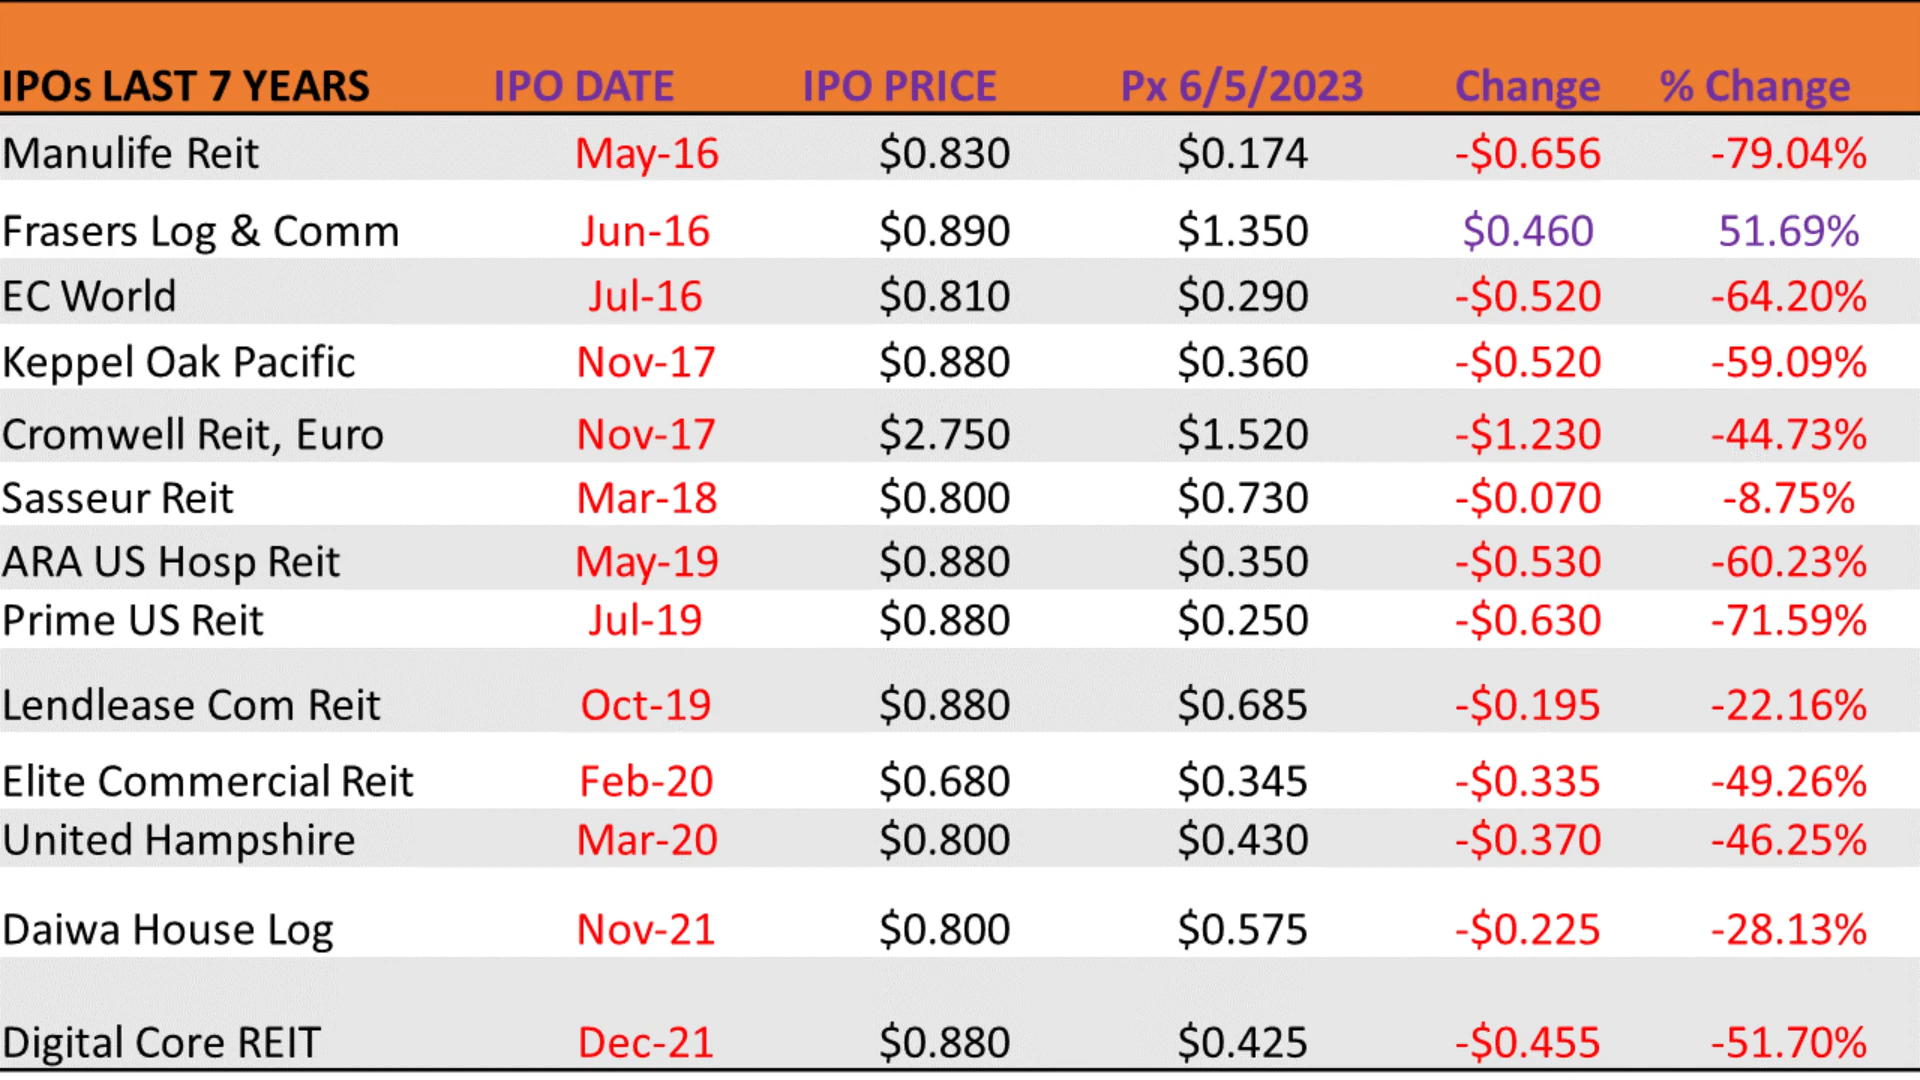 IPOs LAST 7 YEARS IPO DATE IPO PRICE Px 6/5/2023 Change % Change
Manulife Reit May-16 $0.830 $0.174 -$0.656 -79.04%
Frasers Log & Comm Jun-16 $0.890 $1.350 $0.460 51.69%
EC World Jul-16 $0.810 $0.290 -$0.520 -64.20%
Keppel Oak Pacific Nov-17 $0.880 $0.360 -$0.520 -59.09%
Cromwell Reit, Euro Nov-17 $2.750 $1.520 -$1.230 -44.73%
Sasseur Reit Mar-18 $0.800 $0.730 -$0.070 -8.75%
ARA US Hosp Reit May-19 $0.880 $0.350 -$0.530 -60.23%
Prime US Reit Jul-19 $0.880 $0.250 -$0.630 -71.59%
Lendlease Com Reit Oct-19 $0.880 $0.685 -$0.195 -22.16%
Elite Commercial Reit Feb-20 $0.680 $0.345 -$0.335 -49.26%
United Hampshire Mar-20 $0.800 $0.430 -$0.370 -46.25%
Daiwa House Log Nov-21 $0.800 $0.575 -$0.225 -28.13%
Digital Core REIT Dec-21 $0.880 $0.425 -$0.455 -51.70%